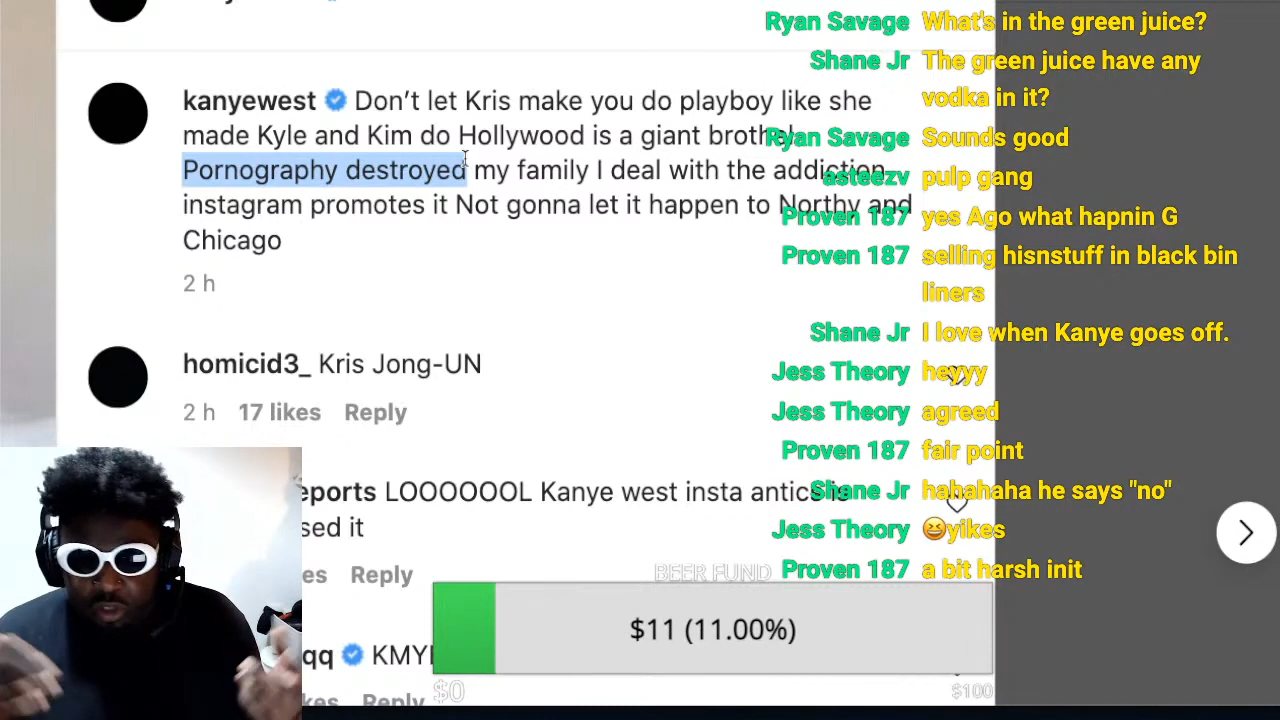 kanyewest Don't let Kris make you do playboy like she
made Kyle and Kim do Hollywood is a giant brothel
Pornography destroyed my family I deal with the addiction
instagram promotes it Not gonna let it happen to Northy and
Chicago
2 h
homicid3_ Kris Jong-UN
2 h 17 likes Reply
eports LOOOOOOL Kanye west insta antics is
sed it
es Reply
qq KMY
kes Reply
Ryan Savage What's in the green juice?
Shane Jr The green juice have any
vodka in it?
Ryan Savage Sounds good
asteezv pulp gang
Proven 187 yes Ago what hapnin G
Proven 187 selling hisnstuff in black bin
liners
Shane Jr I love when Kanye goes off.
Jess Theory heyyy
Jess Theory agreed
Proven 187 fair point
Shane Jr hahahaha he says "no"
Jess Theory 😆yikes
Proven 187 a bit harsh init
BEER FUND
$11 (11.00%)
$0 $100